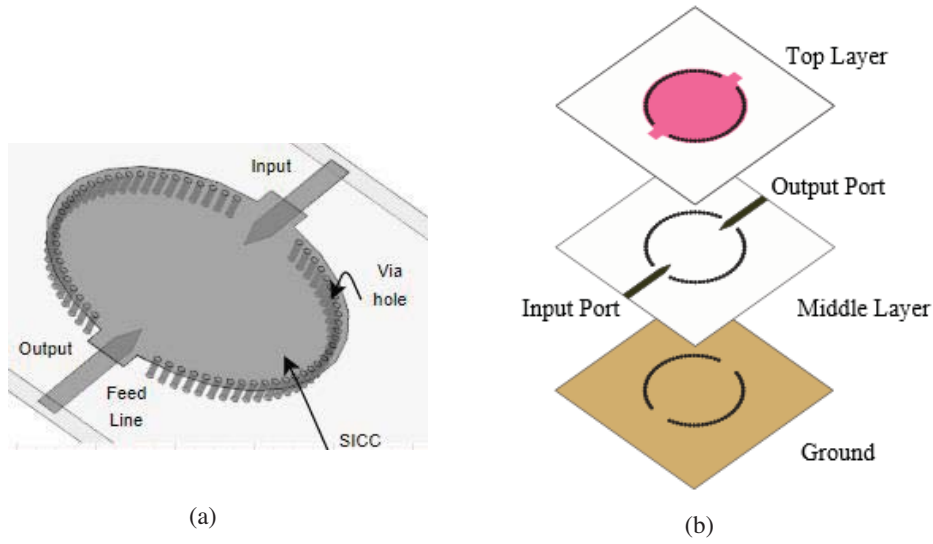 Input
Via
hole
Output
Feed
Line
SICC
(a)
Top Layer
Output Port
Input Port
Middle Layer
Ground
(b)